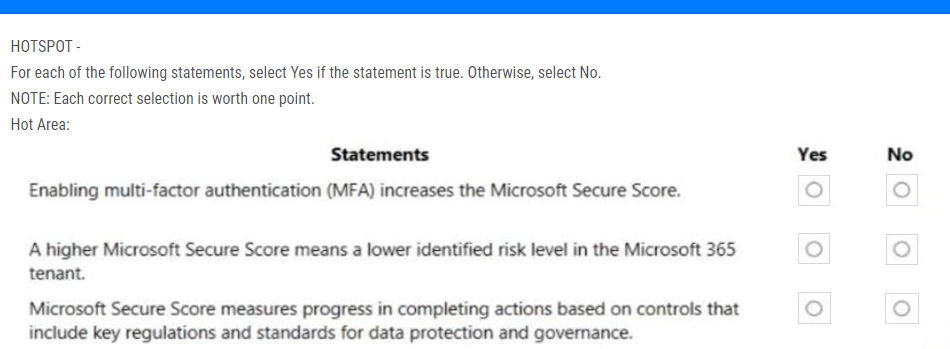 HOTSPOT -
For each of the following statements, select Yes if the statement is true. Otherwise, select No.
NOTE: Each correct selection is worth one point.
Hot Area:
Statements Yes No
Enabling multi-factor authentication (MFA) increases the Microsoft Secure Score.
A higher Microsoft Secure Score means a lower identified risk level in the Microsoft 365
tenant.
Microsoft Secure Score measures progress in completing actions based on controls that
include key regulations and standards for data protection and governance.